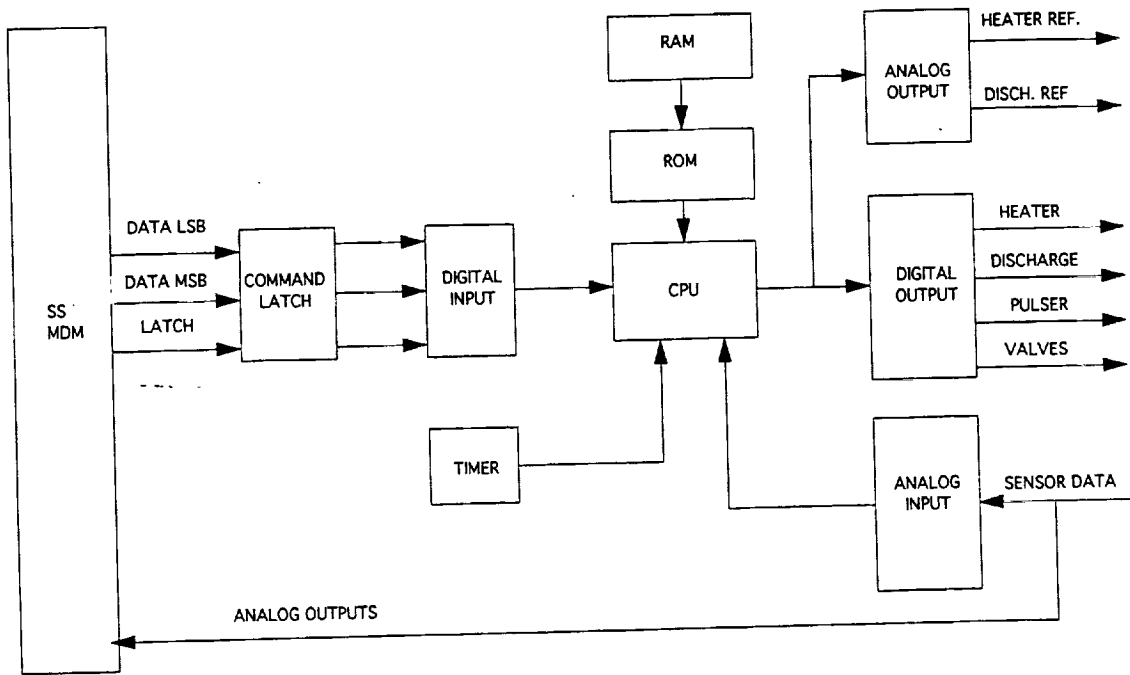 HEATER REF.
RAM
ANALOG
OUTPUT
DISCH. REF
ROM
DATA LSB
HEATER
DATA MSB
COMMAND
LATCH
DIGITAL
INPUT
CPU
DIGITAL
OUTPUT
DISCHARGE
SS
MDM
LATCH
PULSER
VALVES
TIMER
ANALOG
INPUT
SENSOR DATA
ANALOG OUTPUTS